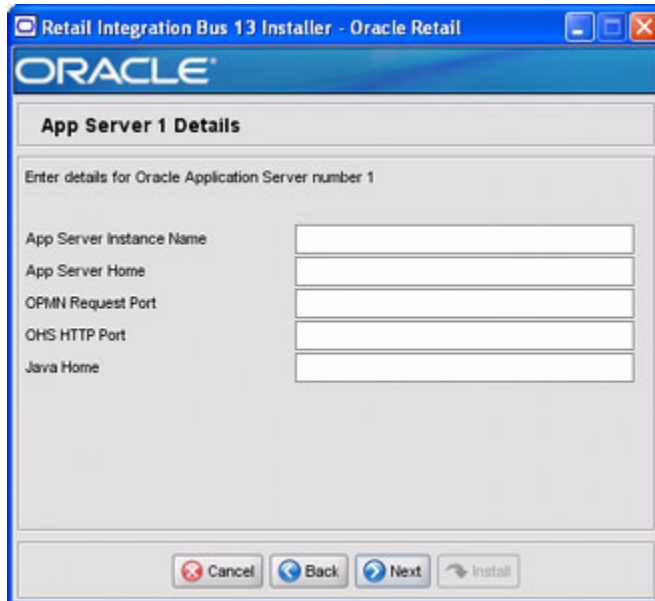 Retail Integration Bus 13 Installer - Oracle Retail
ORACLE®
App Server 1 Details
Enter details for Oracle Application Server number 1
App Server Instance Name
App Server Home
OPMN Request Port
OHS HTTP Port
Java Home
Cancel
Back
Next
Install